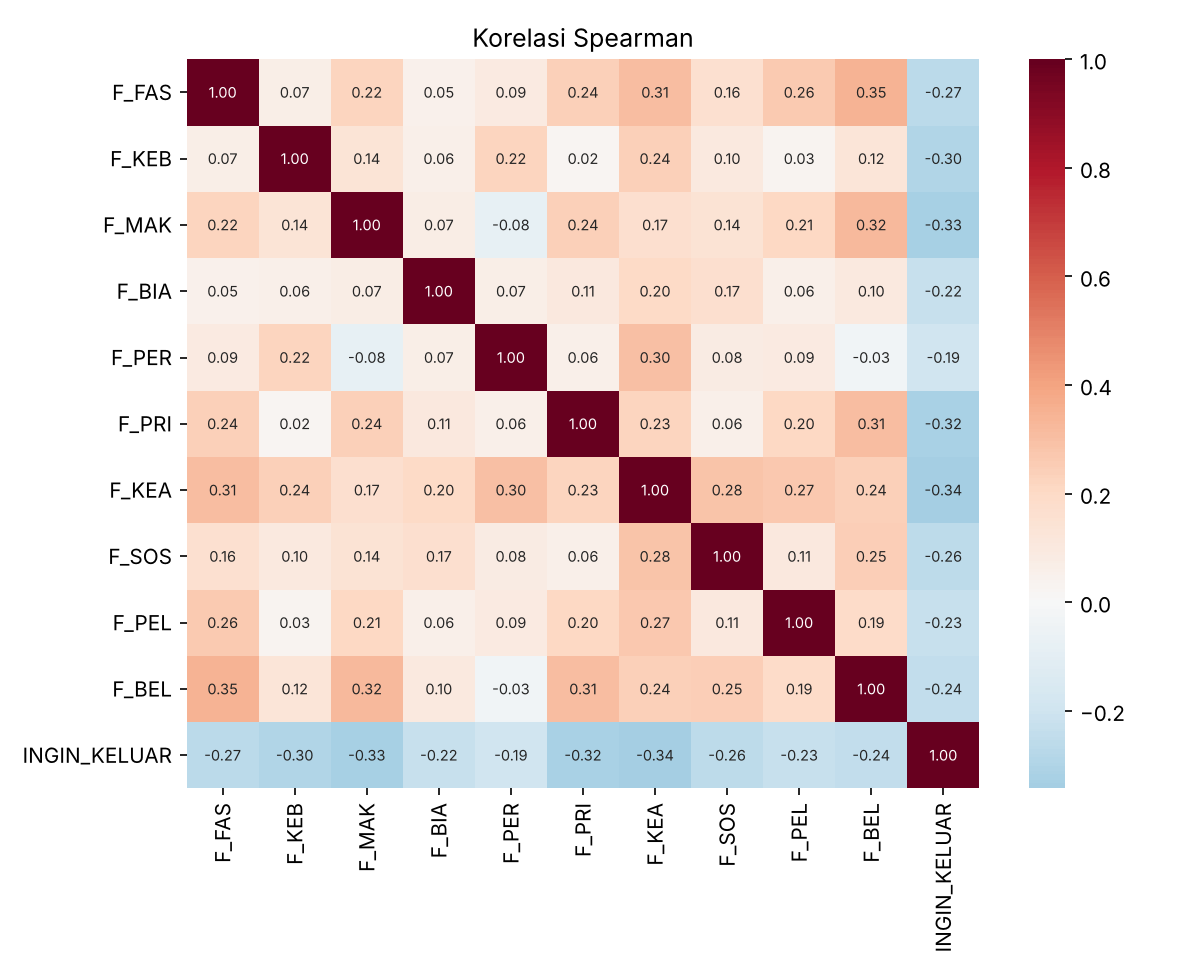 Korelasi Spearman
F_FAS 1.00 0.07 0.22 0.05 0.09 0.24 0.31 0.16 0.26 0.35 -0.27
F_KEB 0.07 1.00 0.14 0.06 0.22 0.02 0.24 0.10 0.03 0.12 -0.30
F_MAK 0.22 0.14 1.00 0.07 -0.08 0.24 0.17 0.14 0.21 0.32 -0.33
F_BIA 0.05 0.06 0.07 1.00 0.07 0.11 0.20 0.17 0.06 0.10 -0.22
F_PER 0.09 0.22 -0.08 0.07 1.00 0.06 0.30 0.08 0.09 -0.03 -0.19
F_PRI 0.24 0.02 0.24 0.11 0.06 1.00 0.23 0.06 0.20 0.31 -0.32
F_KEA 0.31 0.24 0.17 0.20 0.30 0.23 1.00 0.28 0.27 0.24 -0.34
F_SOS 0.16 0.10 0.14 0.17 0.08 0.06 0.28 1.00 0.11 0.25 -0.26
F_PEL 0.26 0.03 0.21 0.06 0.09 0.20 0.27 0.11 1.00 0.19 -0.23
F_BEL 0.35 0.12 0.32 0.10 -0.03 0.31 0.24 0.25 0.19 1.00 -0.24
INGIN_KELUAR -0.27 -0.30 -0.33 -0.22 -0.19 -0.32 -0.34 -0.26 -0.23 -0.24 1.00
F_FAS F_KEB F_MAK F_BIA F_PER F_PRI F_KEA F_SOS F_PEL F_BEL INGIN_KELUAR
1.0
0.8
0.6
0.4
0.2
0.0
−0.2